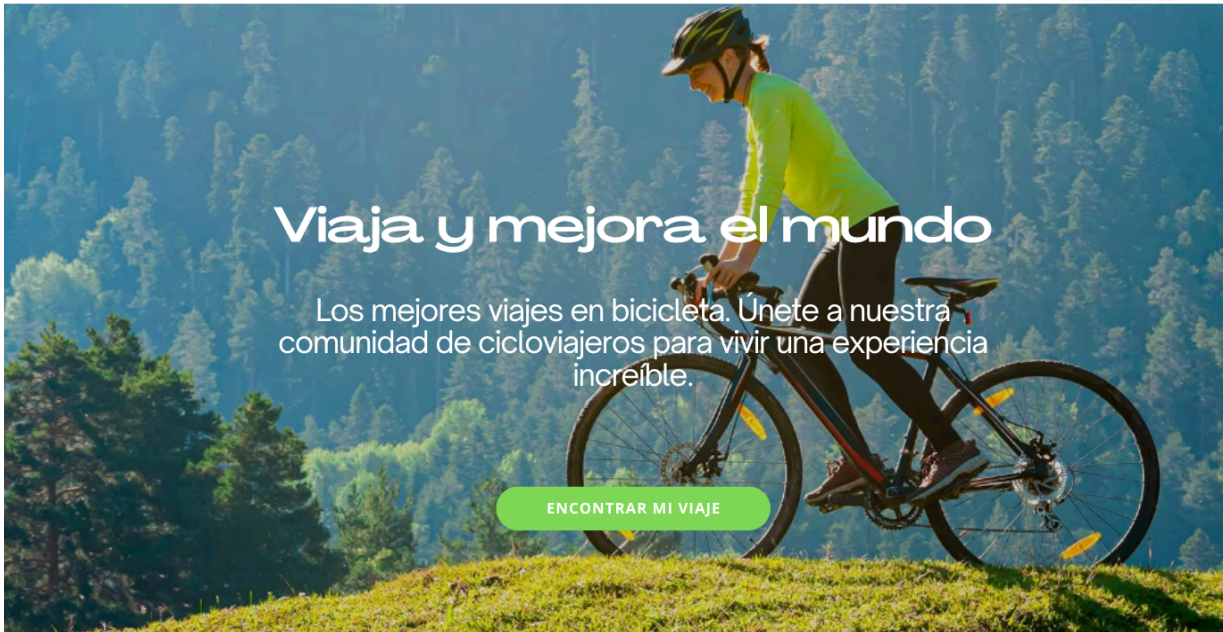 Viaja y mejora el mundo
Los mejores viajes en bicicleta. Únete a nuestra
comunidad de cicloviajeros para vivir una experiencia
increíble.
ENCONTRAR MI VIAJE